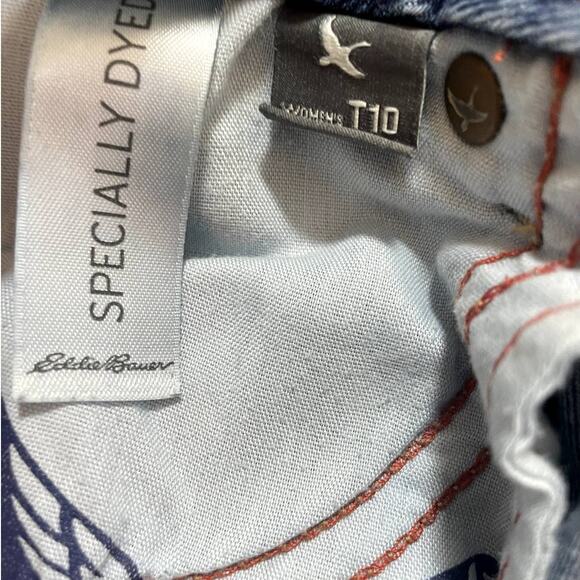 SPECIALLY DYED
Eddie Bauer
WOMEN'S T10